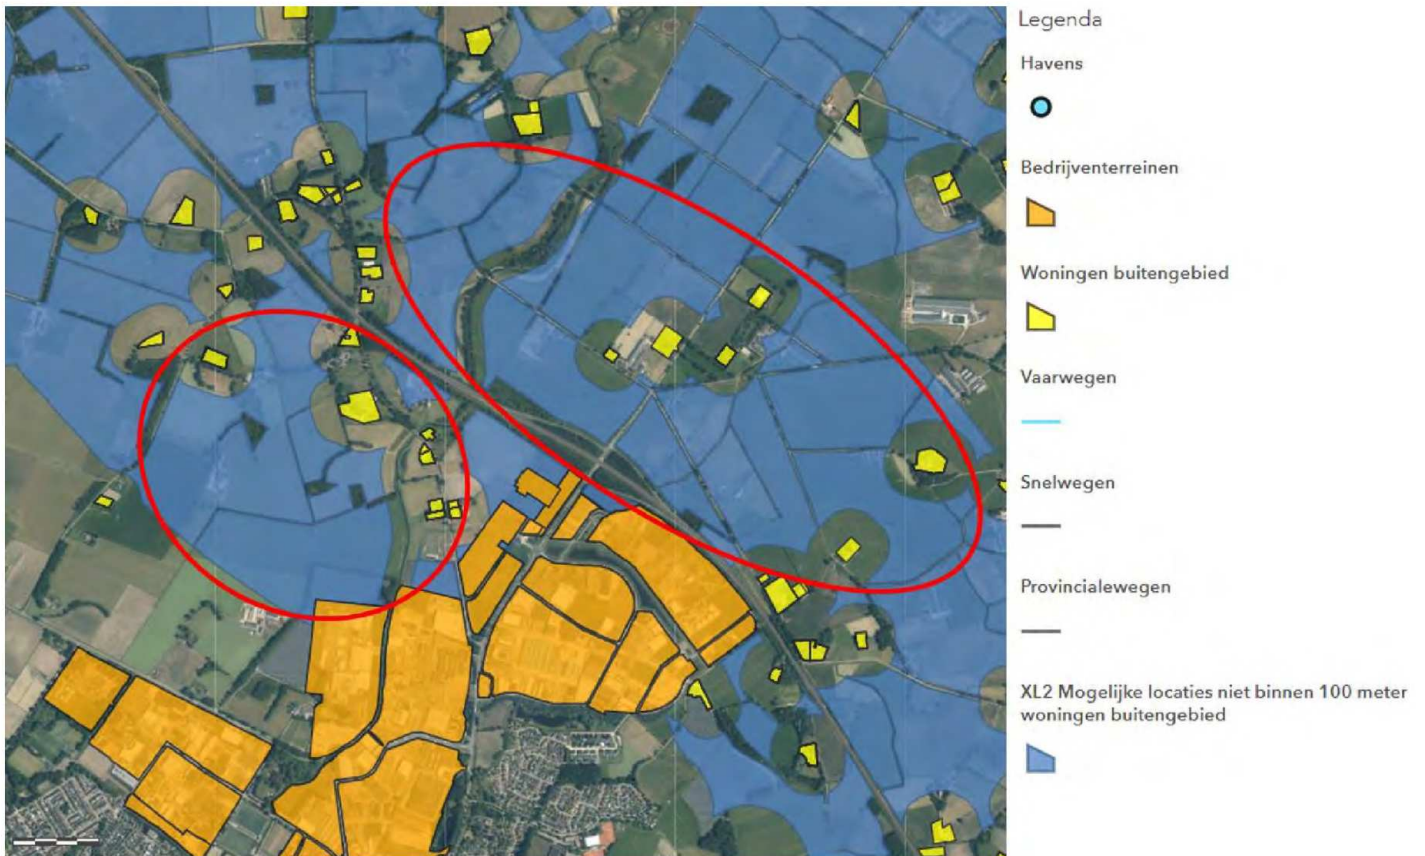 Legenda
Havens
Bedrijventerreinen
Woningen buitengebied
Vaarwegen
Snelwegen
Provincialewegen
XL2 Mogelijke locaties niet binnen 100 meter
woningen buitengebied